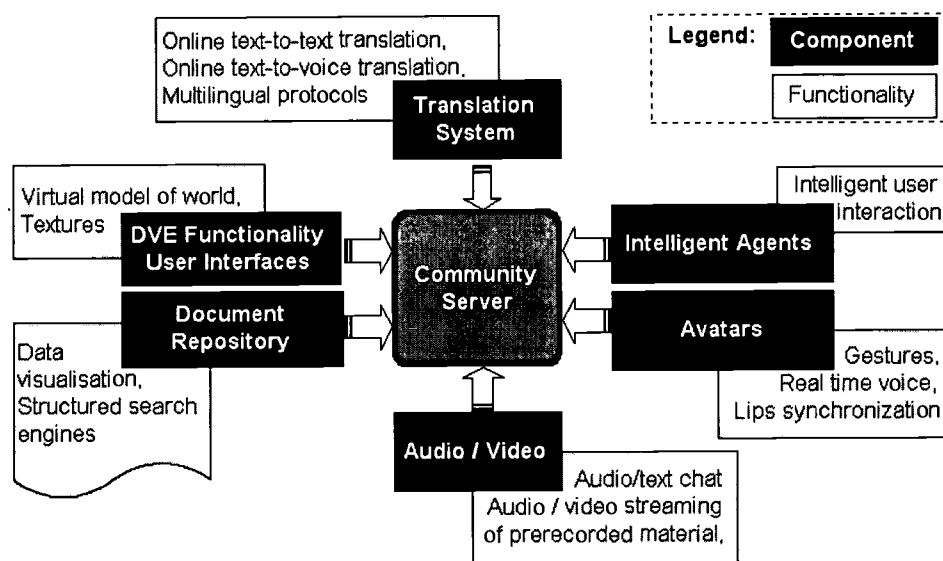 Online text-to-text translation,
Online text-to-voice translation,
Multilingual protocols
Translation
System
Legend:
Component
Functionality
Virtual model of world,
Textures
DVE Functionality
User Interfaces
Document
Repository
Data
visualisation,
Structured search
engines
Community
Server
Intelligent user
interaction
Intelligent Agents
Avatars
Gestures,
Real time voice,
Lips synchronization
Audio / Video
Audio/text chat
Audio / video streaming
of prerecorded material,